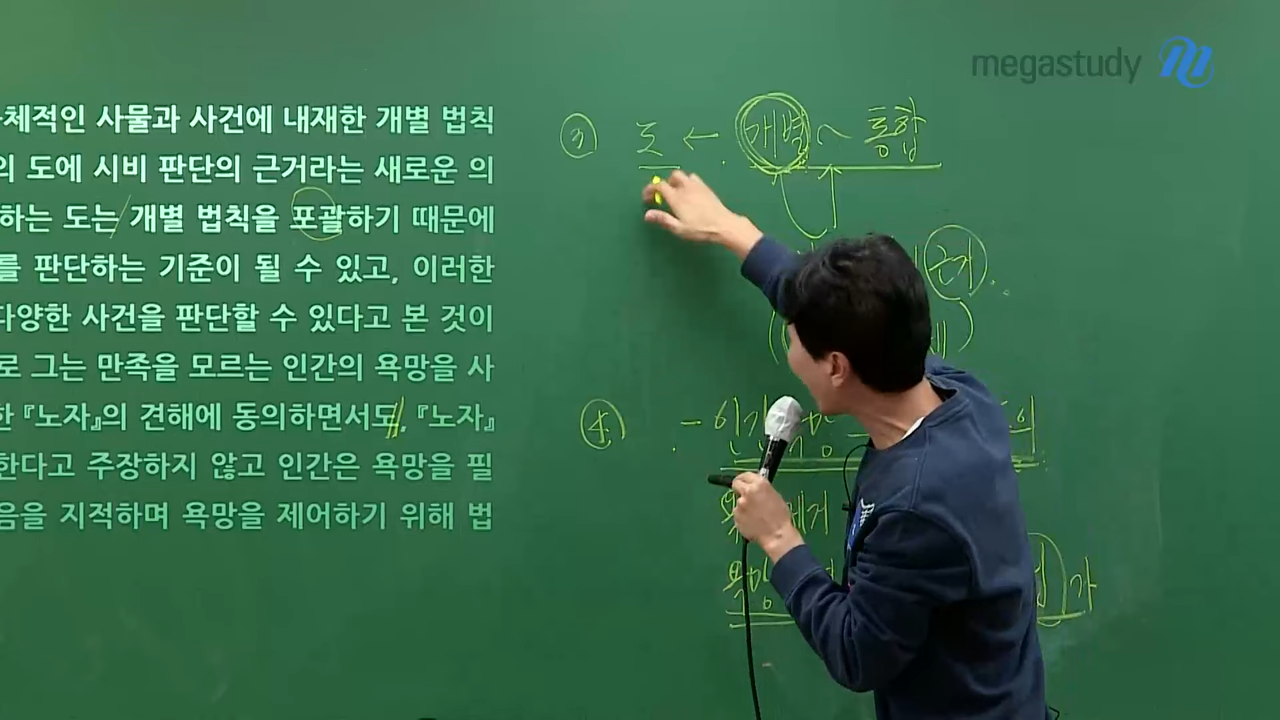 megastudy
체적인 사물과 사건에 내재한 개별 법칙
의 도에 시비 판단의 근거라는 새로운 의
하는 도는 개별 법칙을 포괄하기 때문에
를 판단하는 기준이 될 수 있고, 이러한
다양한 사건을 판단할 수 있다고 본 것이
로 그는 만족을 모르는 인간의 욕망을 사
한 『노자』의 견해에 동의하면서도, 『노자』
한다고 주장하지 않고 인간은 욕망을 필
음을 지적하며 욕망을 제어하기 위해 법
③ 도 ← 개별 ~ 통합
근거
④ - 인간
제거
욕망
가